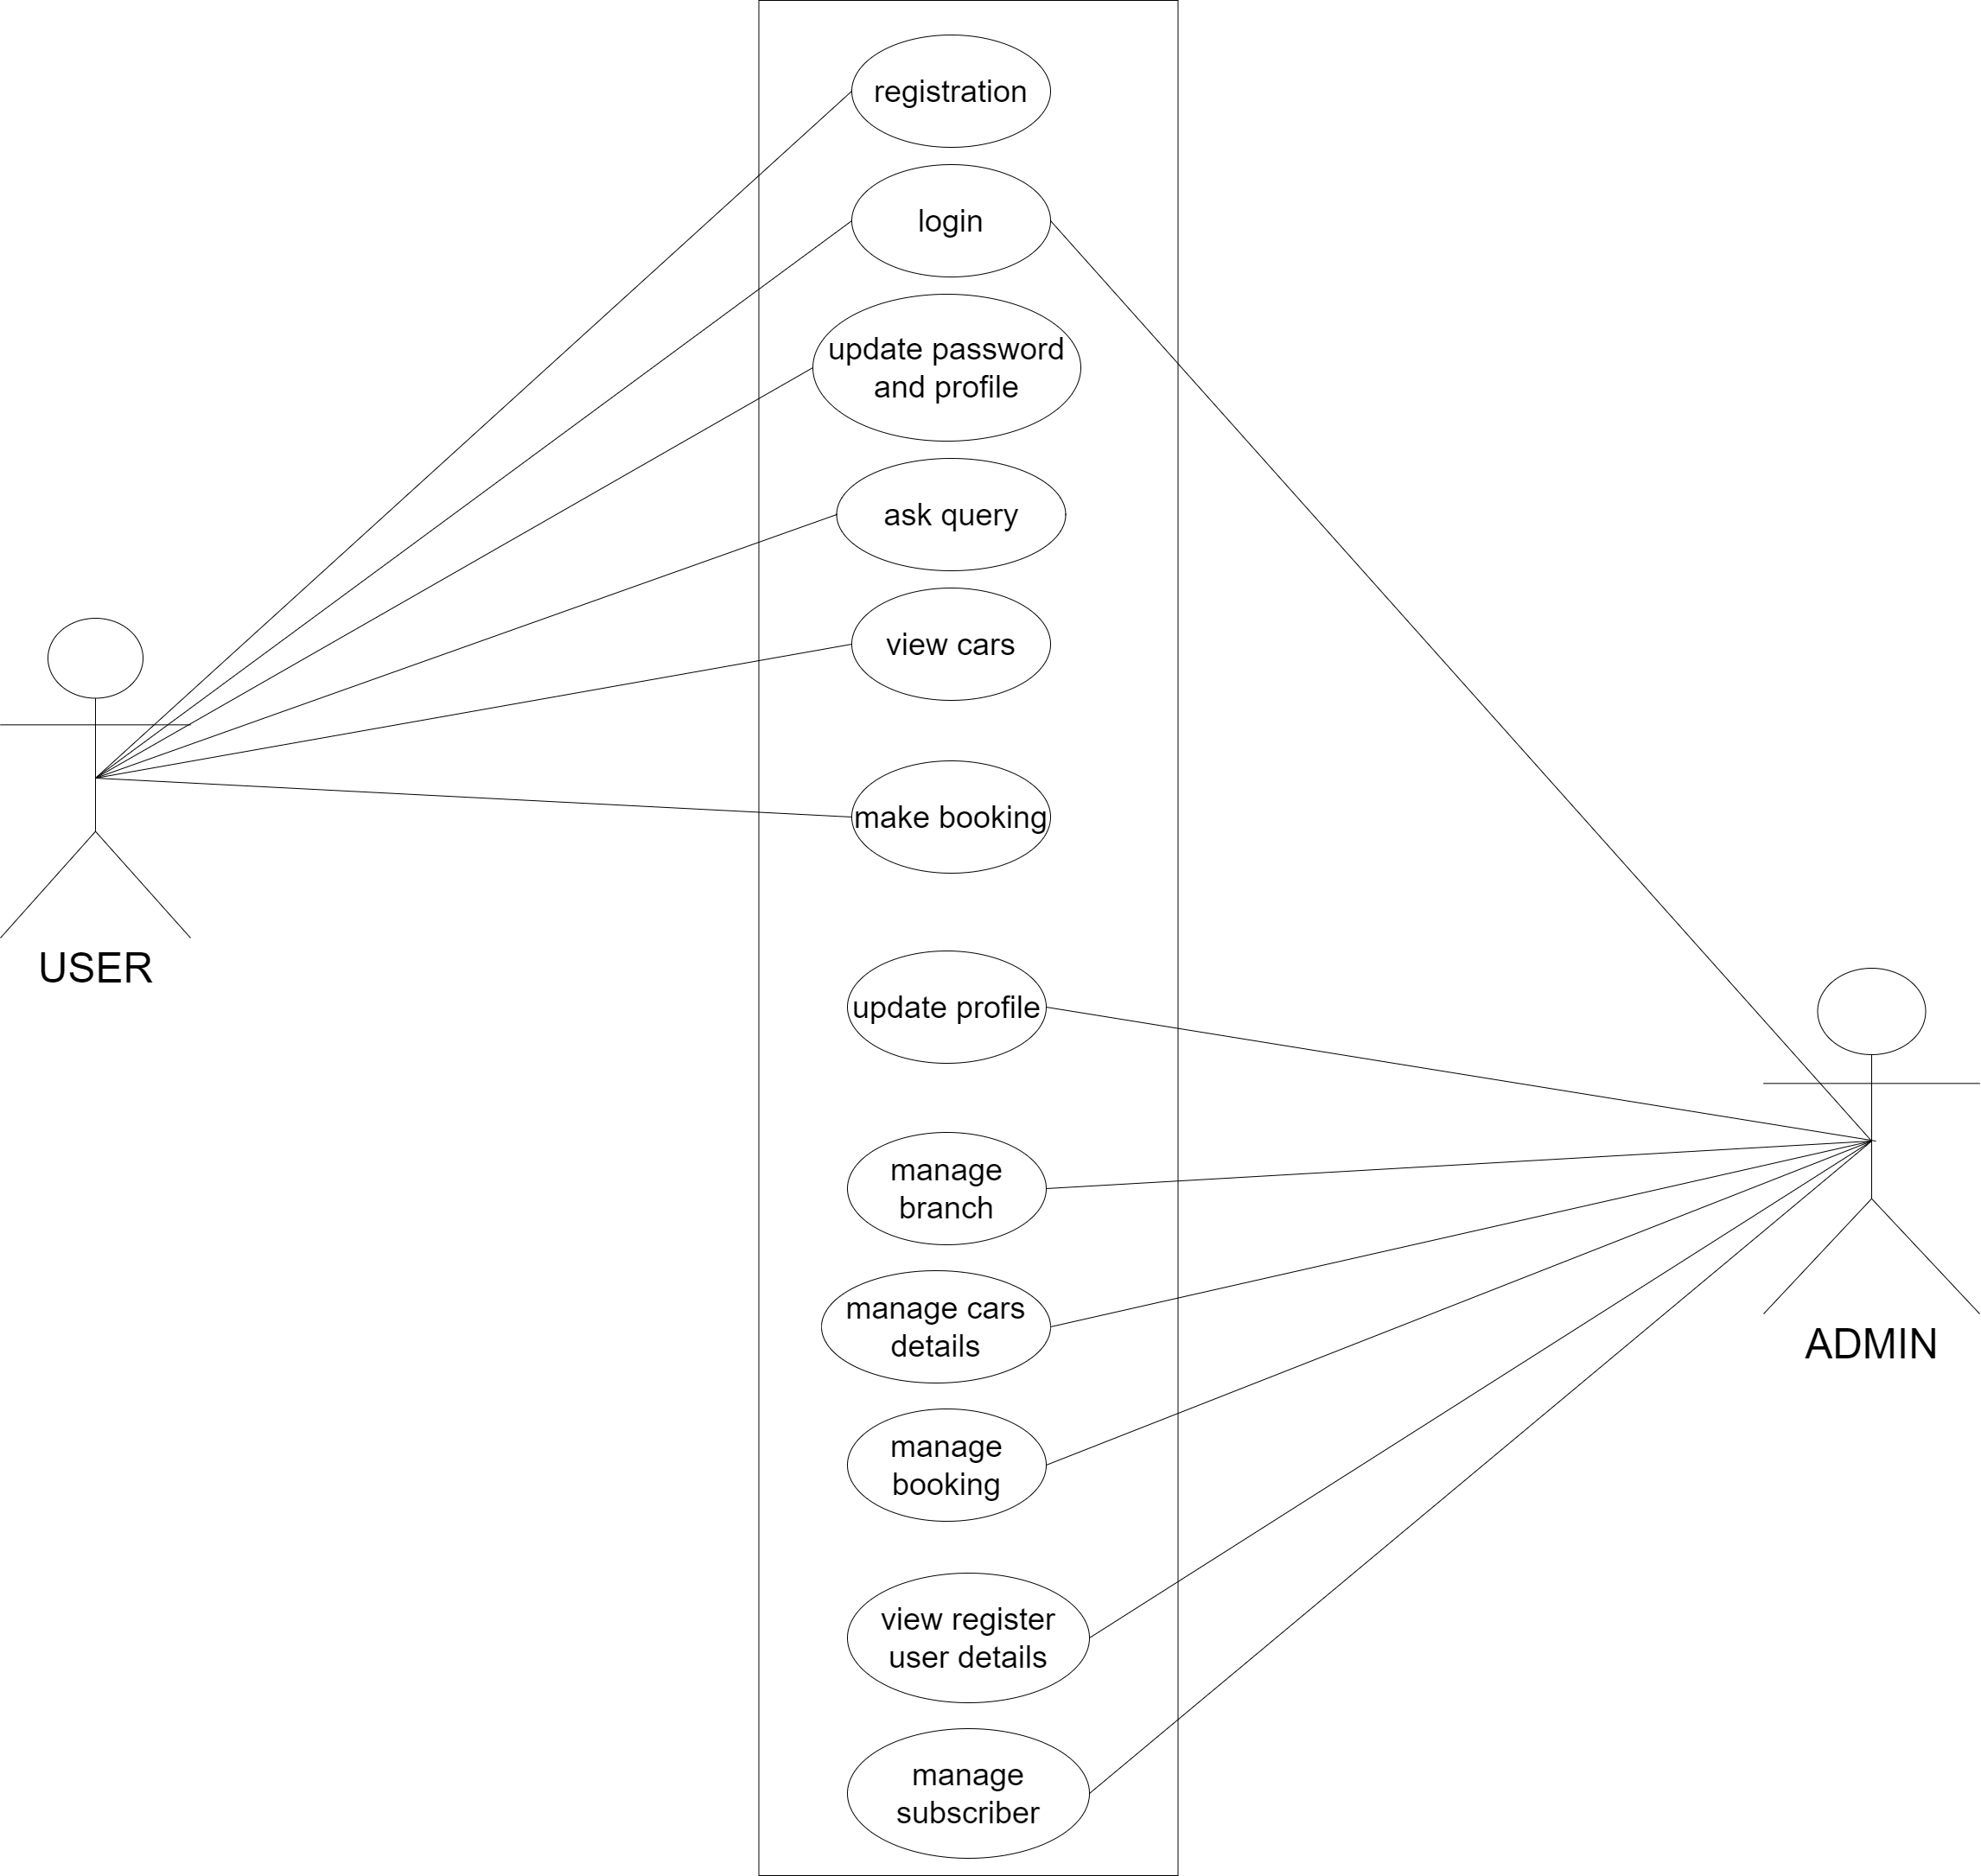 registration
login
update password
and profile
ask query
view cars
make booking
USER
update profile
manage
branch
manage cars
details
ADMIN
manage
booking
view register
user details
manage
subscriber